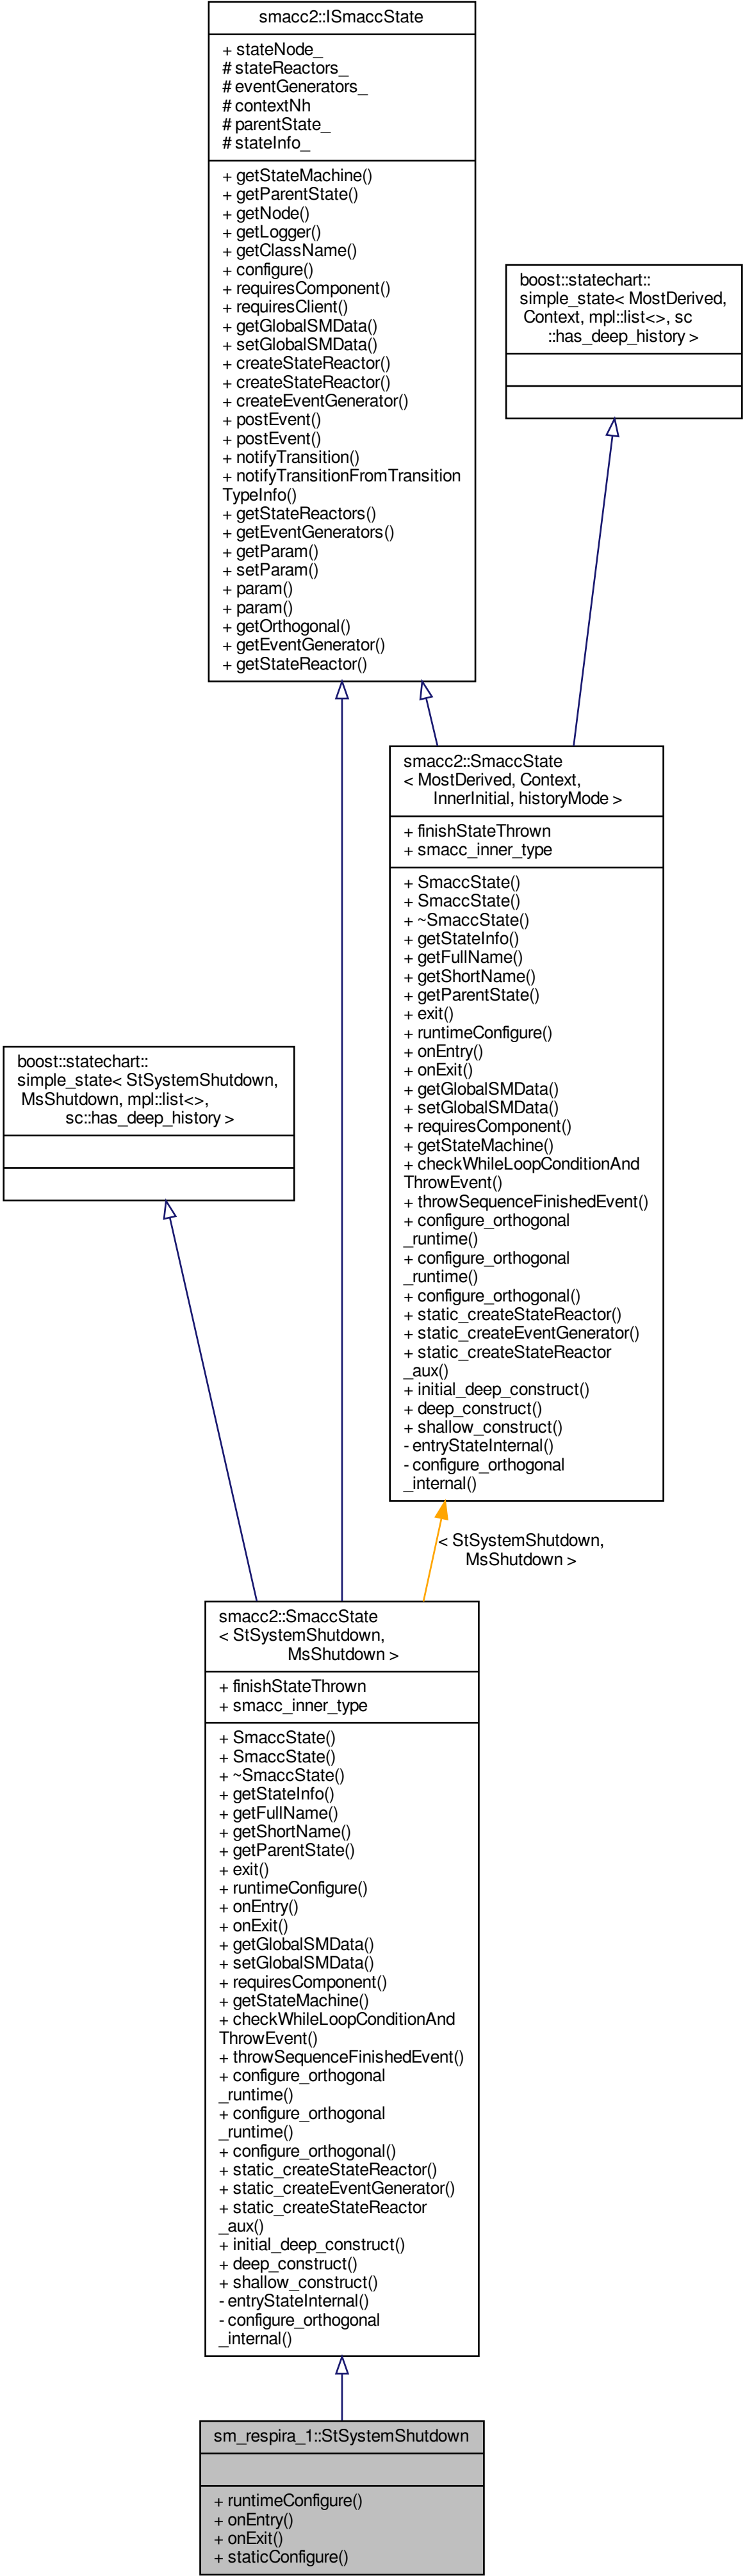 smacc2::ISmaccState
+ stateNode_
# stateReactors_
# eventGenerators_
# contextNh
# parentState_
# stateInfo_
+ getStateMachine()
+ getParentState()
+ getNode()
+ getLogger()
+ getClassName()
+ configure()
+ requiresComponent()
+ requiresClient()
+ getGlobalSMData()
+ setGlobalSMData()
+ createStateReactor()
+ createStateReactor()
+ createEventGenerator()
+ postEvent()
+ postEvent()
+ notifyTransition()
+ notifyTransitionFromTransition
TypeInfo()
+ getStateReactors()
+ getEventGenerators()
+ getParam()
+ setParam()
+ param()
+ param()
+ getOrthogonal()
+ getEventGenerator()
+ getStateReactor()
boost::statechart::
simple_state< MostDerived,
Context, mpl::list<>, sc
::has_deep_history >
smacc2::SmaccState
< MostDerived, Context,
InnerInitial, historyMode >
+ finishStateThrown
+ smacc_inner_type
+ SmaccState()
+ SmaccState()
+ ~SmaccState()
+ getStateInfo()
+ getFullName()
+ getShortName()
+ getParentState()
+ exit()
+ runtimeConfigure()
+ onEntry()
+ onExit()
+ getGlobalSMData()
+ setGlobalSMData()
+ requiresComponent()
+ getStateMachine()
+ checkWhileLoopConditionAnd
ThrowEvent()
+ throwSequenceFinishedEvent()
+ configure_orthogonal
_runtime()
+ configure_orthogonal
_runtime()
+ configure_orthogonal()
+ static_createStateReactor()
+ static_createEventGenerator()
+ static_createStateReactor
_aux()
+ initial_deep_construct()
+ deep_construct()
+ shallow_construct()
- entryStateInternal()
- configure_orthogonal
_internal()
boost::statechart::
simple_state< StSystemShutdown,
MsShutdown, mpl::list<>,
sc::has_deep_history >
< StSystemShutdown,
MsShutdown >
smacc2::SmaccState
< StSystemShutdown,
MsShutdown >
+ finishStateThrown
+ smacc_inner_type
+ SmaccState()
+ SmaccState()
+ ~SmaccState()
+ getStateInfo()
+ getFullName()
+ getShortName()
+ getParentState()
+ exit()
+ runtimeConfigure()
+ onEntry()
+ onExit()
+ getGlobalSMData()
+ setGlobalSMData()
+ requiresComponent()
+ getStateMachine()
+ checkWhileLoopConditionAnd
ThrowEvent()
+ throwSequenceFinishedEvent()
+ configure_orthogonal
_runtime()
+ configure_orthogonal
_runtime()
+ configure_orthogonal()
+ static_createStateReactor()
+ static_createEventGenerator()
+ static_createStateReactor
_aux()
+ initial_deep_construct()
+ deep_construct()
+ shallow_construct()
- entryStateInternal()
- configure_orthogonal
_internal()
sm_respira_1::StSystemShutdown
+ runtimeConfigure()
+ onEntry()
+ onExit()
+ staticConfigure()